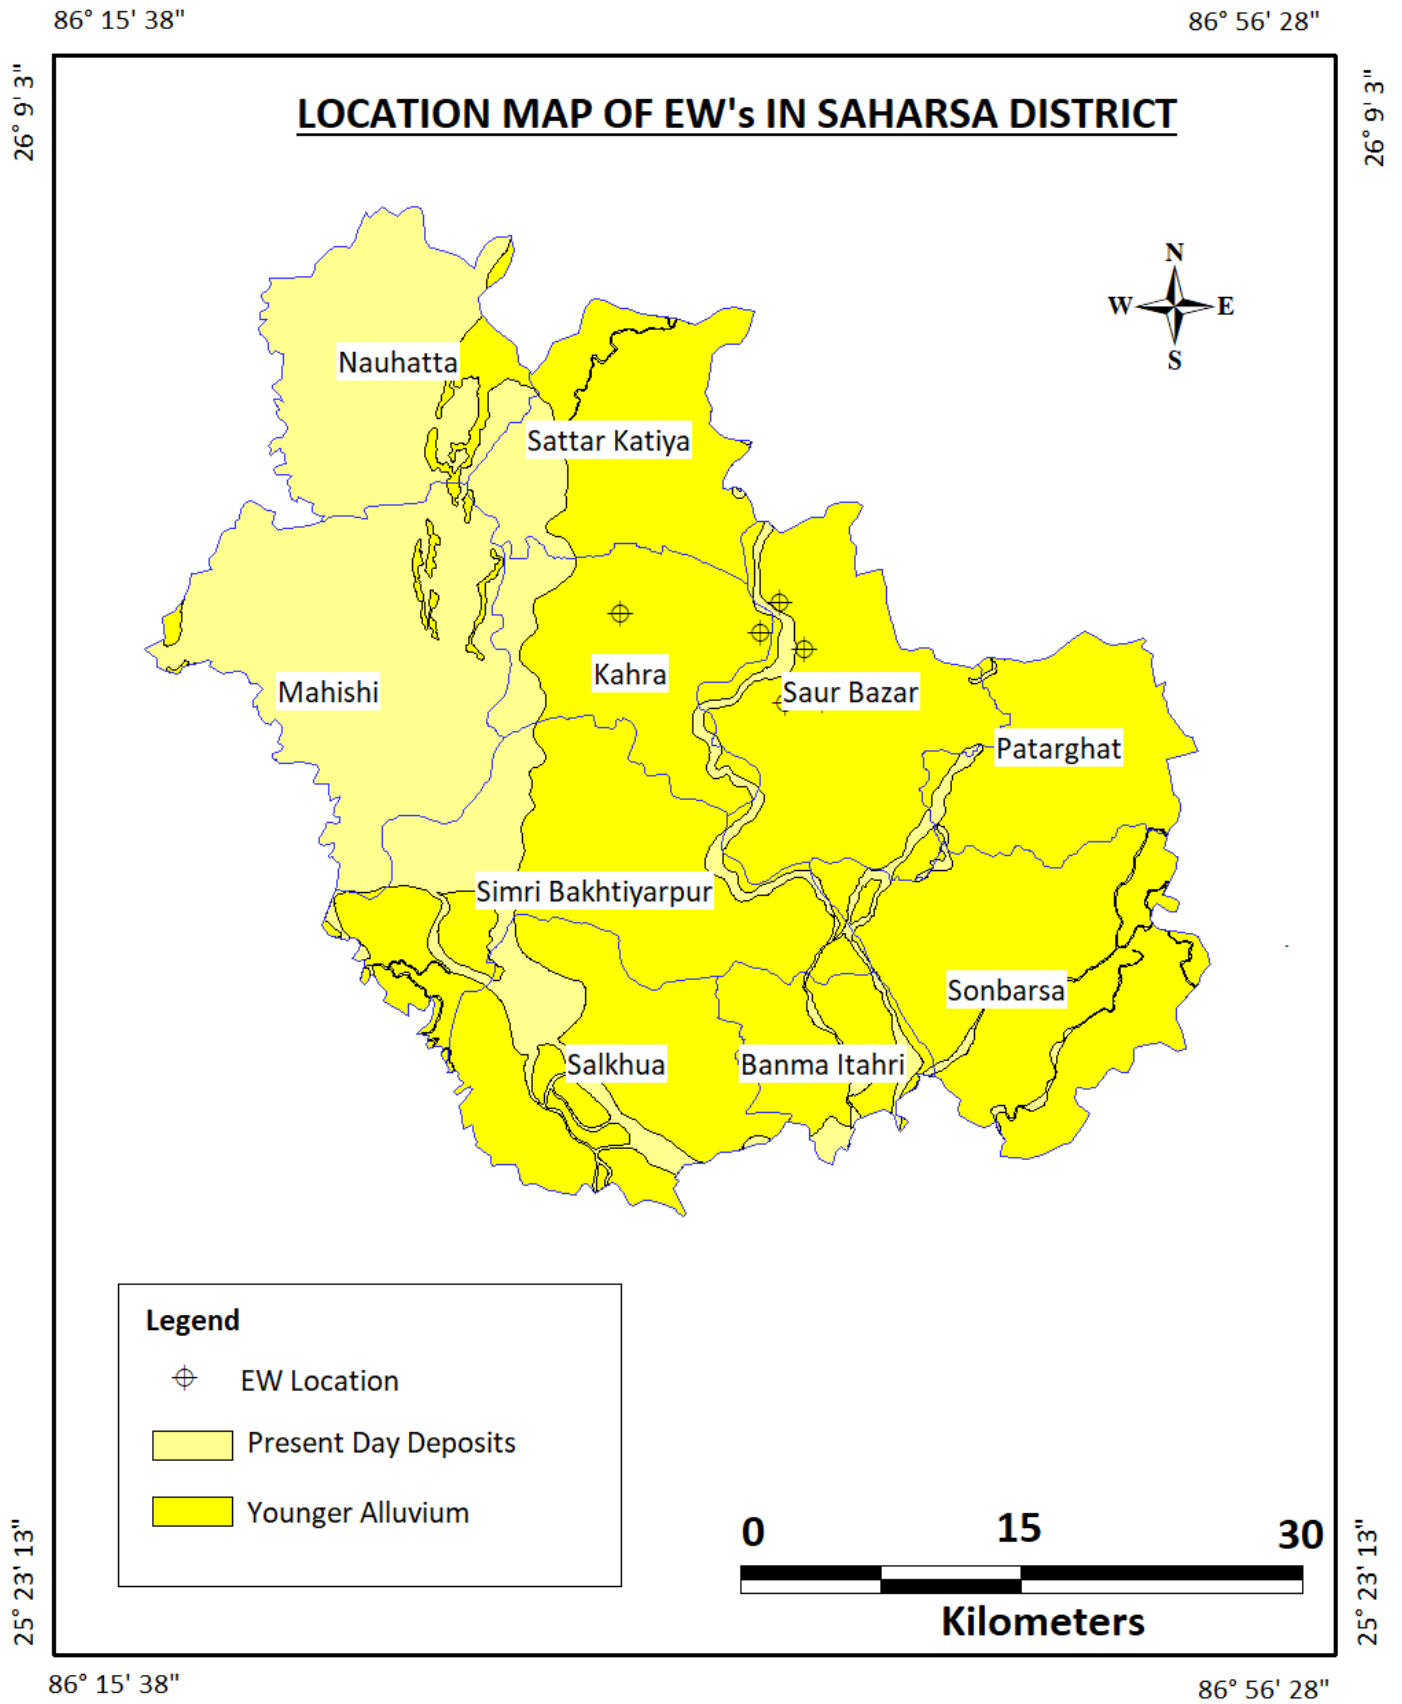 86° 15' 38"
86° 56' 28"
26° 9' 3"
26° 9' 3"
LOCATION MAP OF EW's IN SAHARSA DISTRICT
N
W
E
S
Nauhatta
Sattar Katiya
Kahra
Mahishi
Saur Bazar
Patarghat
Simri Bakhtiyarpur
Sonbarsa
Salkhua
Banma Itahri
Legend
EW Location
Present Day Deposits
Younger Alluvium
0
15
30
Kilometers
25° 23' 13"
25° 23' 13"
86° 15' 38"
86° 56' 28"